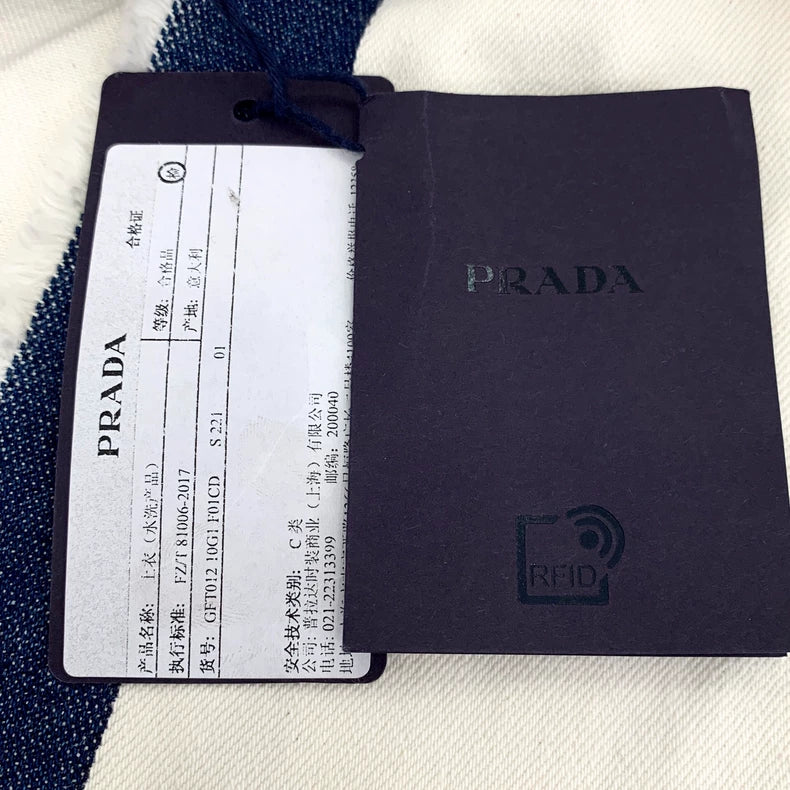 PRADA
合格证
产品名称: 上衣（水洗产品） 等级: 合格品 检
执行标准: FZ/T 81006-2017 产地: 意大利
货号: GFT012 10G1 F01CD S 221 01
安全技术类别: C 类
公司: 普拉达时装商业（上海）有限公司
电话: 021-22313399 邮编: 200040
PRADA
RFID